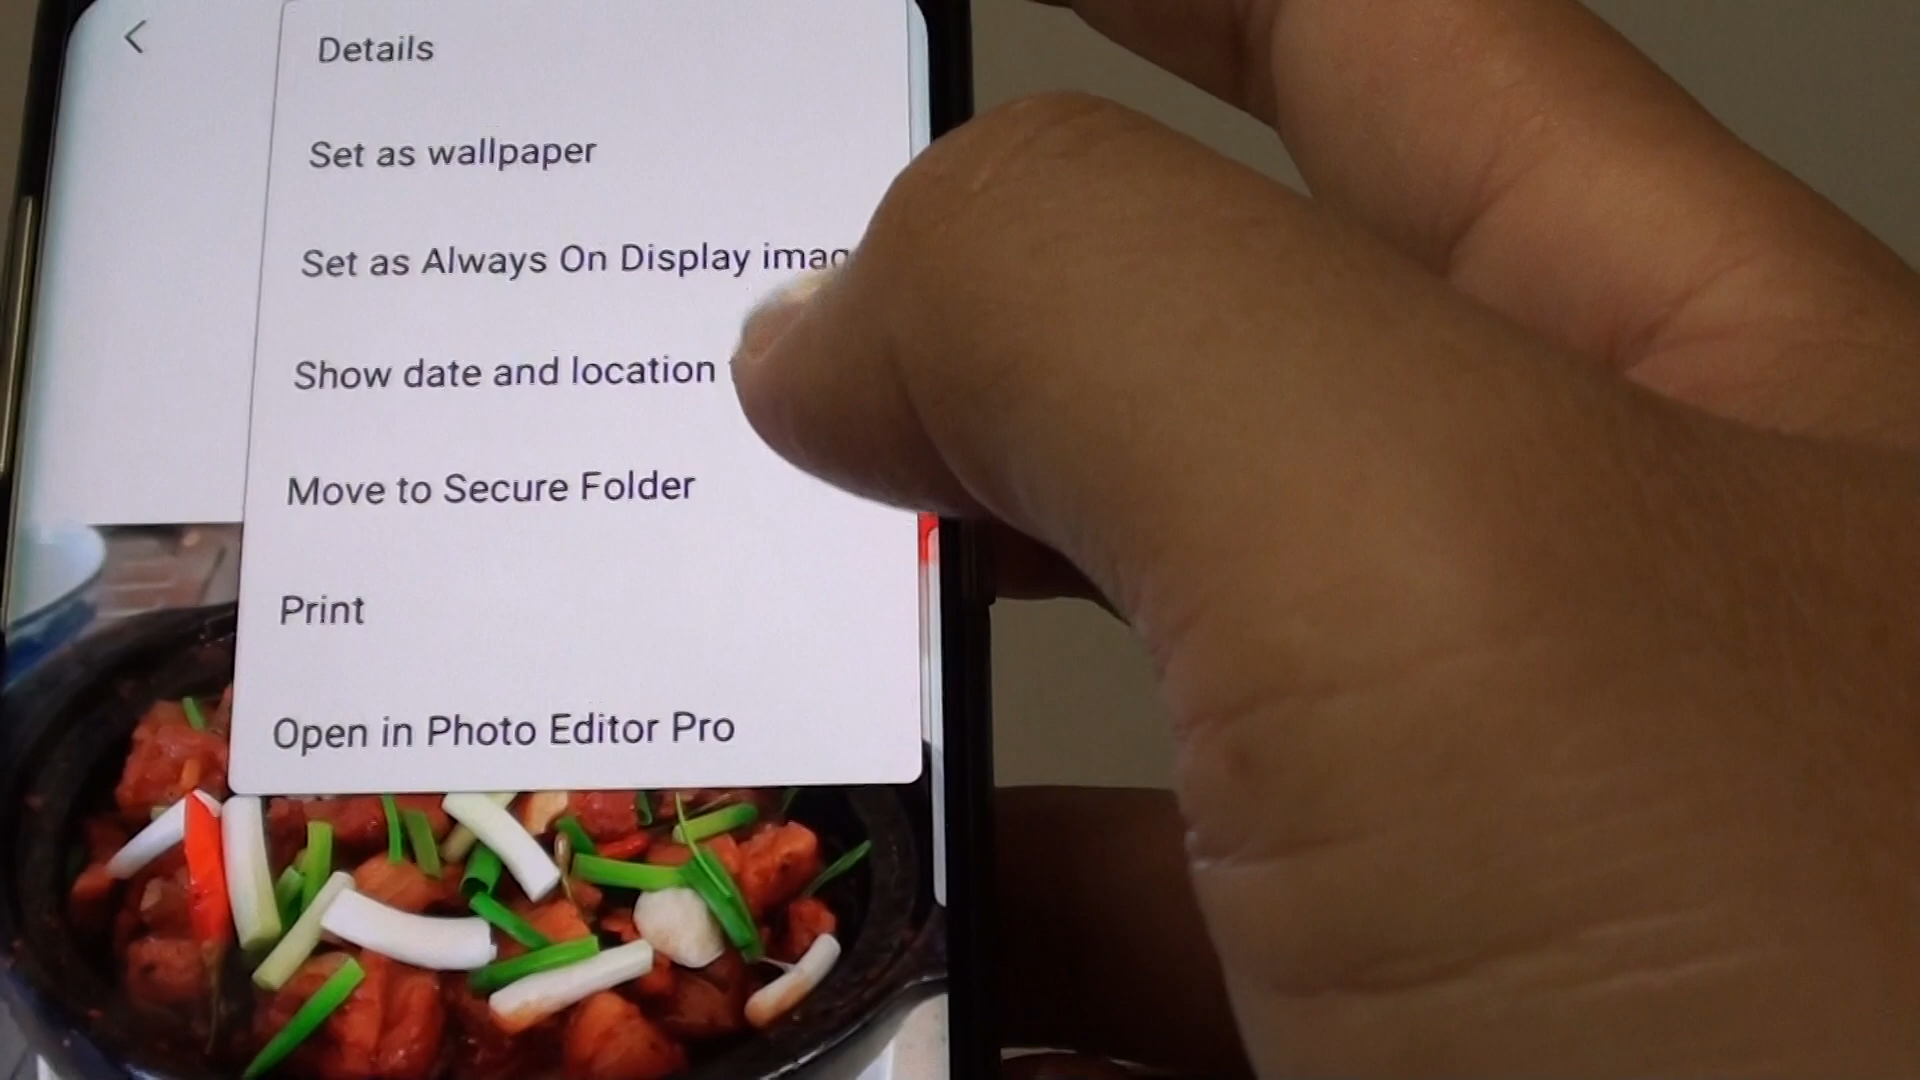 Details
Set as wallpaper
Set as Always On Display
Show date and location
Move to Secure Folder
Print
Open in Photo Editor Pro